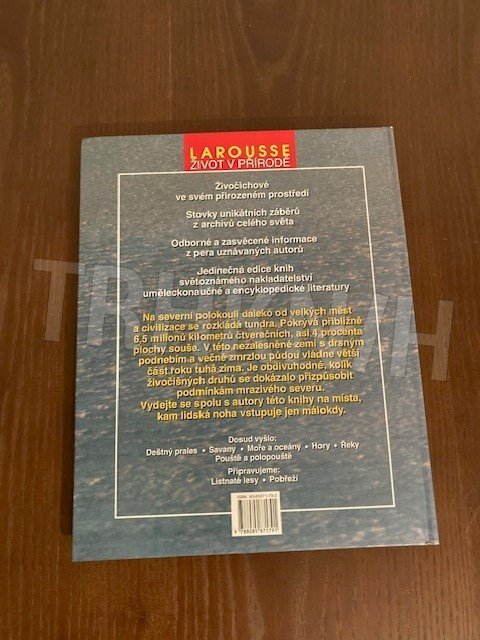 LAROUSSE
ŽIVOT V PŘÍRODĚ
Živočichové
ve svém přirozeném prostředí
Stovky unikátních záběrů
z archivů celého světa
Odborné a zasvěcené informace
z pera uznávaných autorů
Jedinečná edice knih
světoznámého nakladatelství
uměleckonaučné a encyklopedické literatury
Na severní polokouli daleko od velkých měst
a civilizace se rozkládá tundra. Pokrývá přibližně
6,5 milionů kilometrů čtverečních, asi 4 procenta
plochy souše. V této nezalesněné zemi s drsným
podnebím a věčně zmrzlou půdou vládne větší
část roku tuhá zima. Je obdivuhodné, kolik
živočišných druhů se dokázalo přizpůsobit
podmínkám mrazivého severu.
Vydejte se spolu s autory této knihy na místa,
kam lidská noha vstupuje jen málokdy.
Dosud vyšlo:
Deštný prales • Savany • Moře a oceány • Hory • Řeky
Pouště a polopouště
Připravujeme:
Listnaté lesy • Pobřeží